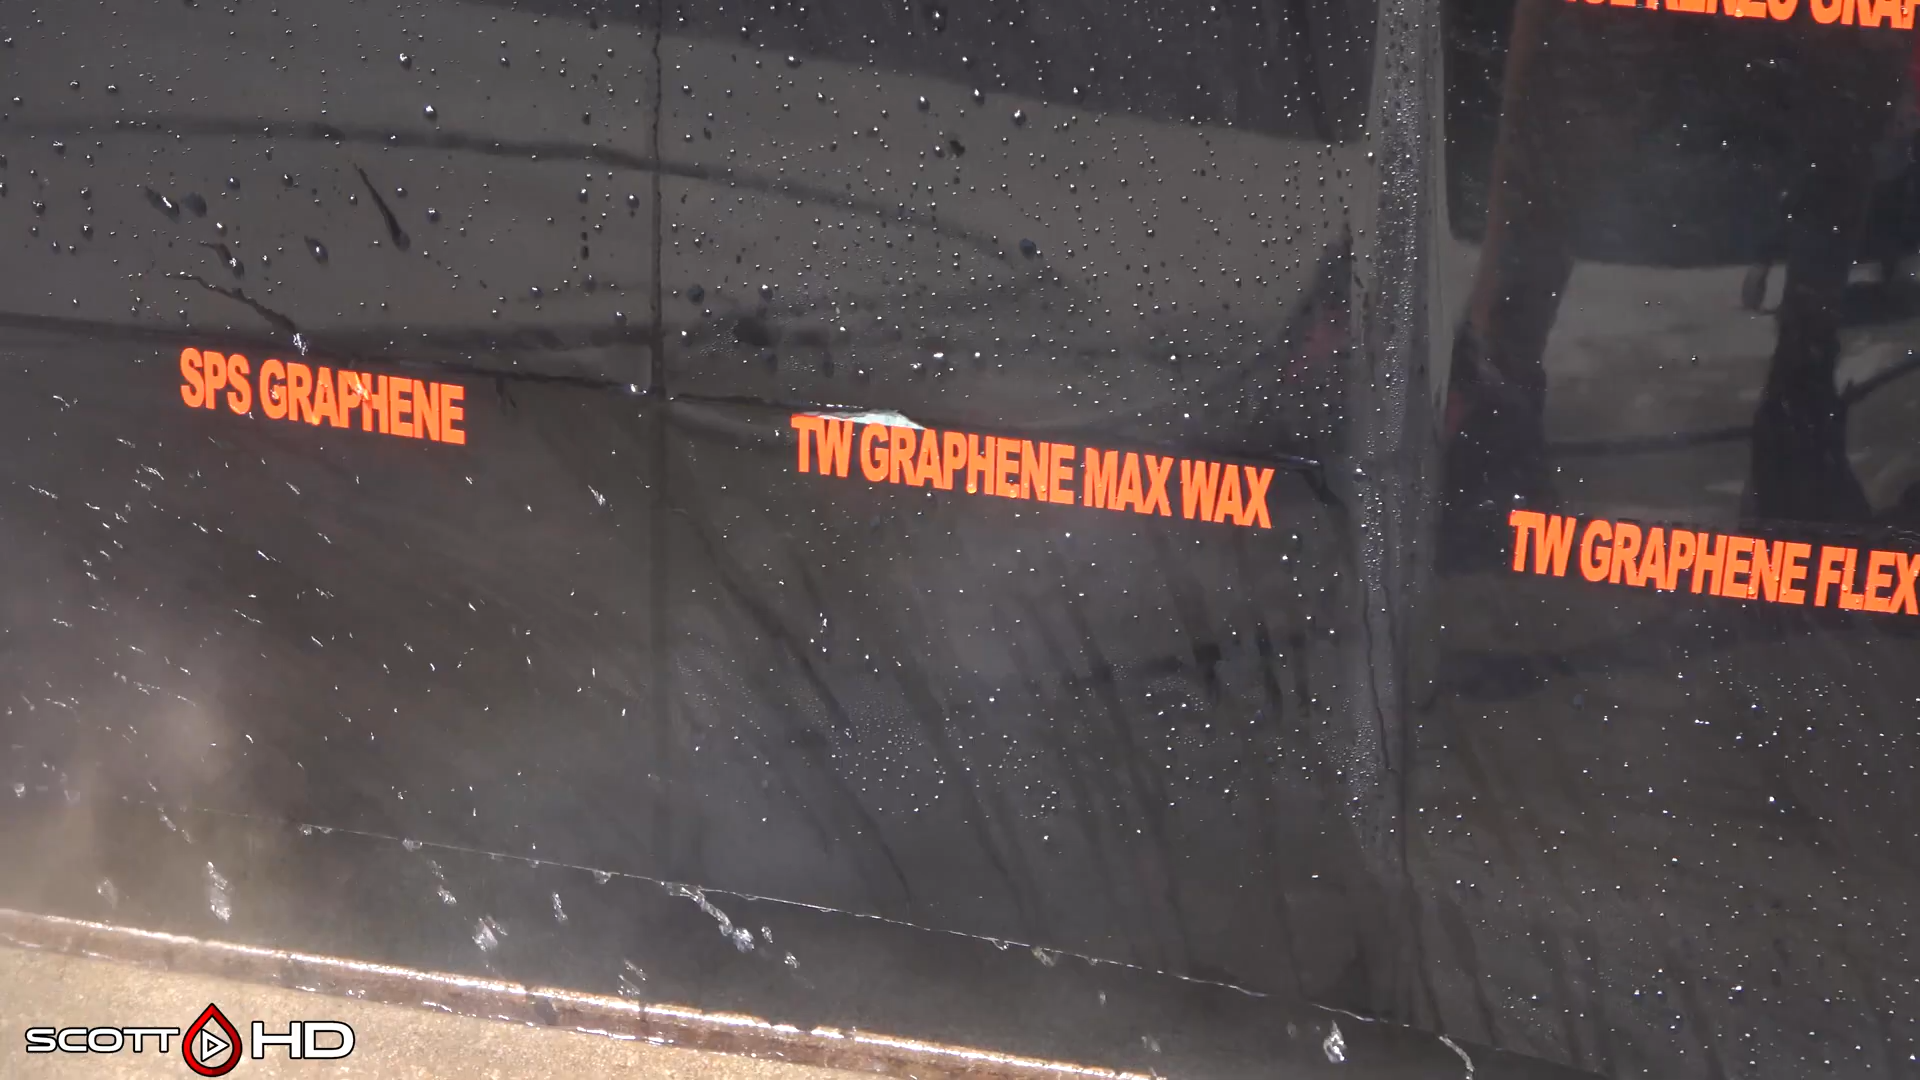 SPS GRAPHENE
TW GRAPHENE MAX WAX
TW GRAPHENE FLEX
SCOTT HD